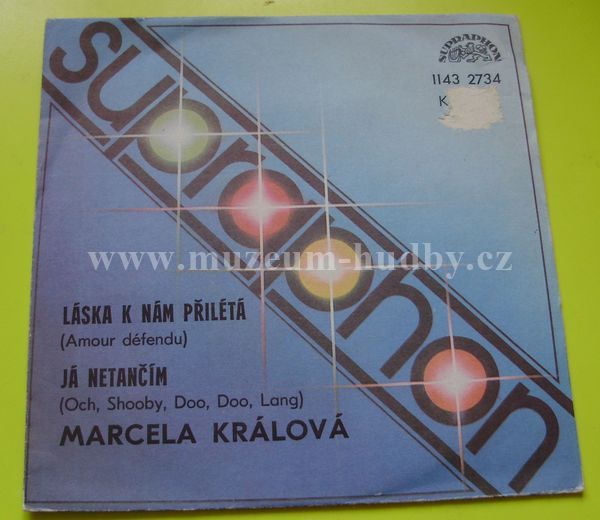 SUPRAPHON
1143 2734
K
supraphon
www.muzeum-hudby.cz
LÁSKA K NÁM PŘILÉTÁ
(Amour défendu)
JÁ NETANČÍM
(Och, Shooby, Doo, Doo, Lang)
MARCELA KRÁLOVÁ